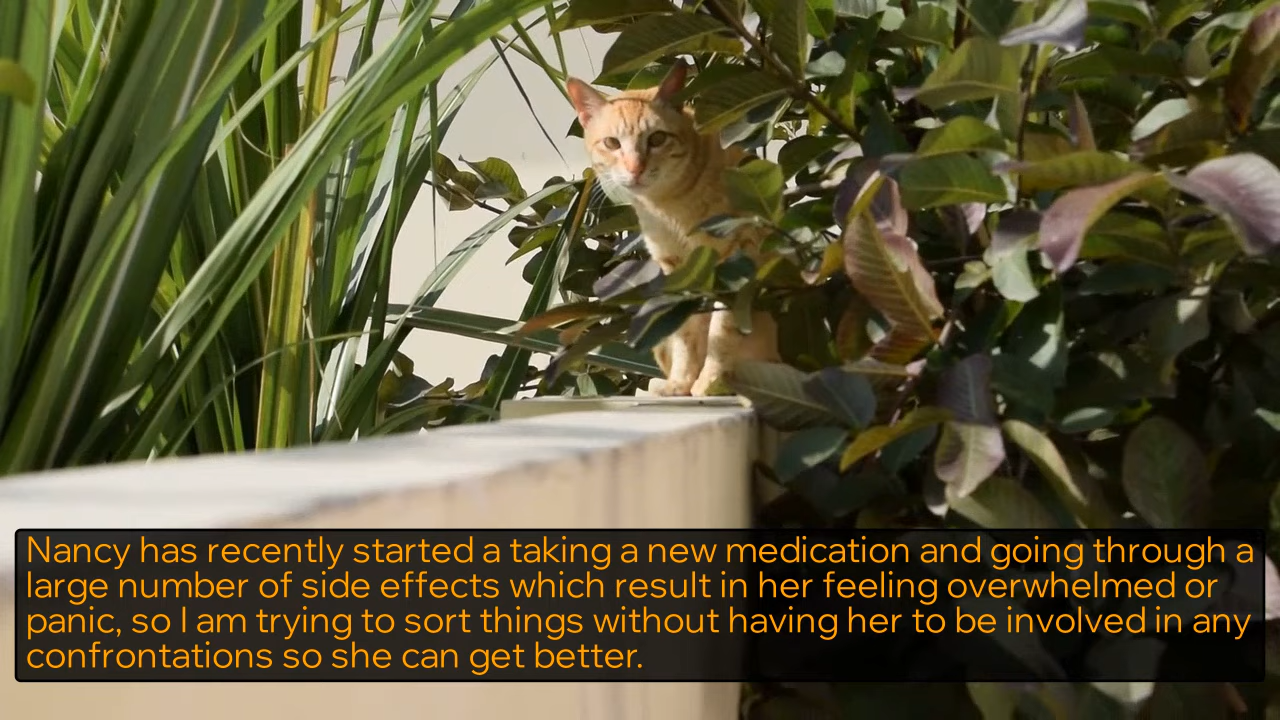 Nancy has recently started a taking a new medication and going through a
large number of side effects which result in her feeling overwhelmed or
panic, so I am trying to sort things without having her to be involved in any
confrontations so she can get better.